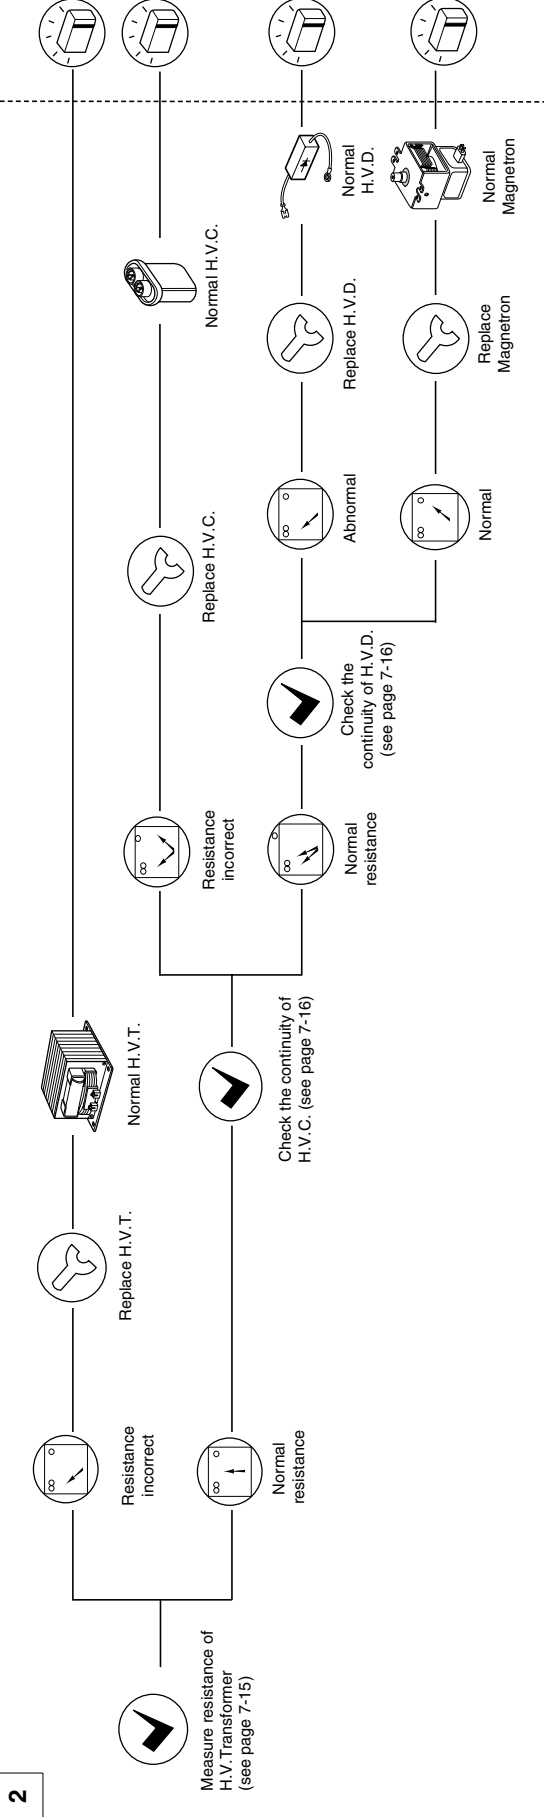 2
Measure resistance of
H.V.Transformer
(see page 7-15)
Resistance
incorrect
Replace H.V.T.
Normal H.V.T.
Normal
resistance
Check the continuity of
H.V.C. (see page 7-16)
Resistance
incorrect
Replace H.V.C.
Normal H.V.C.
Normal
resistance
Check the
continuity of H.V.D.
(see page 7-16)
Abnormal
Replace H.V.D.
Normal
H.V.D.
Normal
Replace
Magnetron
Normal
Magnetron